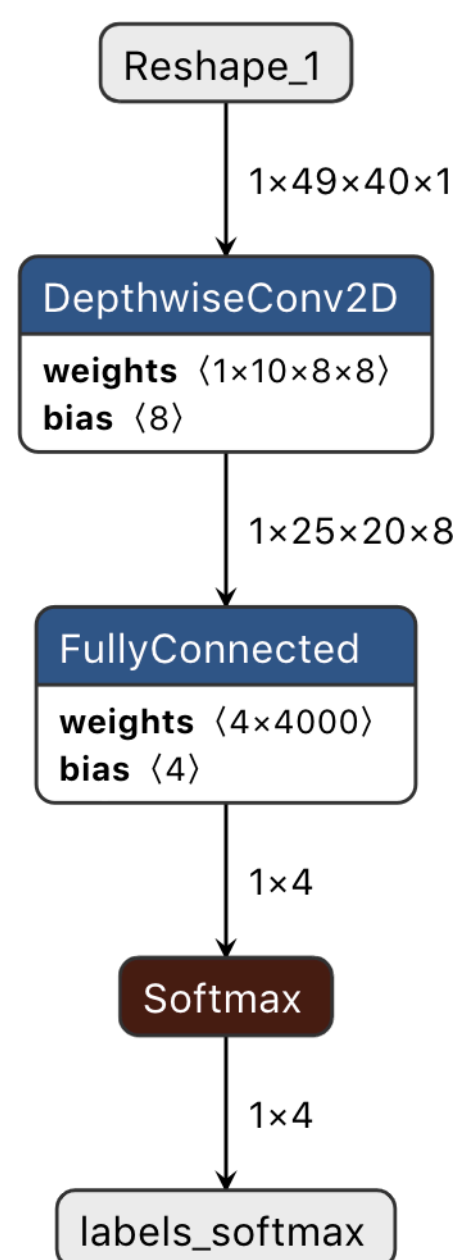 Reshape_1
1×49×40×1
DepthwiseConv2D
weights ⟨1×10×8×8⟩
bias ⟨8⟩
1×25×20×8
FullyConnected
weights ⟨4×4000⟩
bias ⟨4⟩
1×4
Softmax
1×4
labels_softmax